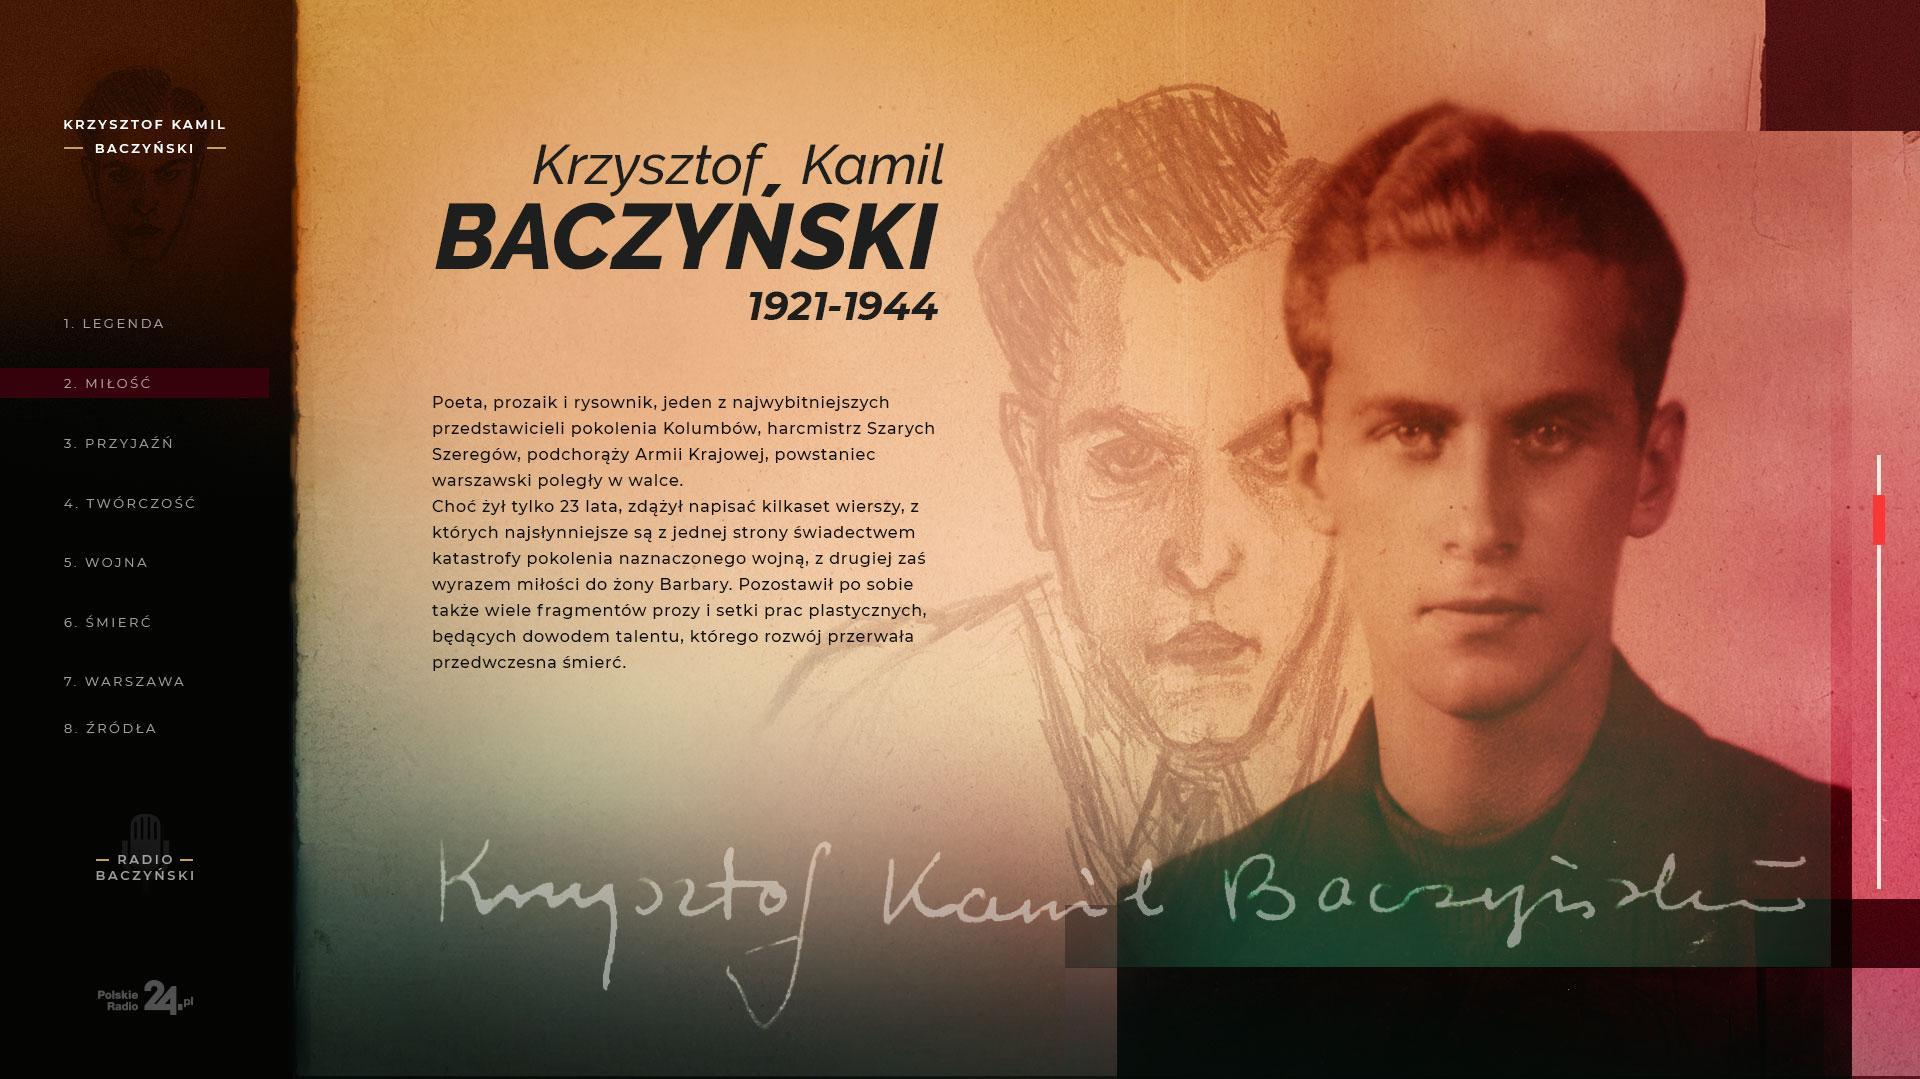 KRZYSZTOF KAMIL
BACZYŃSKI
1. LEGENDA
2. MIŁOŚĆ
3. PRZYJAŹŃ
4. TWÓRCZOŚĆ
5. WOJNA
6. ŚMIERĆ
7. WARSZAWA
8. ŹRÓDŁA
RADIO
BACZYŃSKI
Polskie
Radio 24.pl
Krzysztof Kamil
BACZYŃSKI
1921-1944
Poeta, prozaik i rysownik, jeden z najwybitniejszych
przedstawicieli pokolenia Kolumbów, harcmistrz Szarych
Szeregów, podchorąży Armii Krajowej, powstaniec
warszawski poległy w walce.
Choć żył tylko 23 lata, zdążył napisać kilkaset wierszy, z
których najsłynniejsze są z jednej strony świadectwem
katastrofy pokolenia naznaczonego wojną, z drugiej zaś
wyrazem miłości do żony Barbary. Pozostawił po sobie
także wiele fragmentów prozy i setki prac plastycznych,
będących dowodem talentu, którego rozwój przerwała
przedwczesna śmierć.
Krzysztof Kamil Baczyński